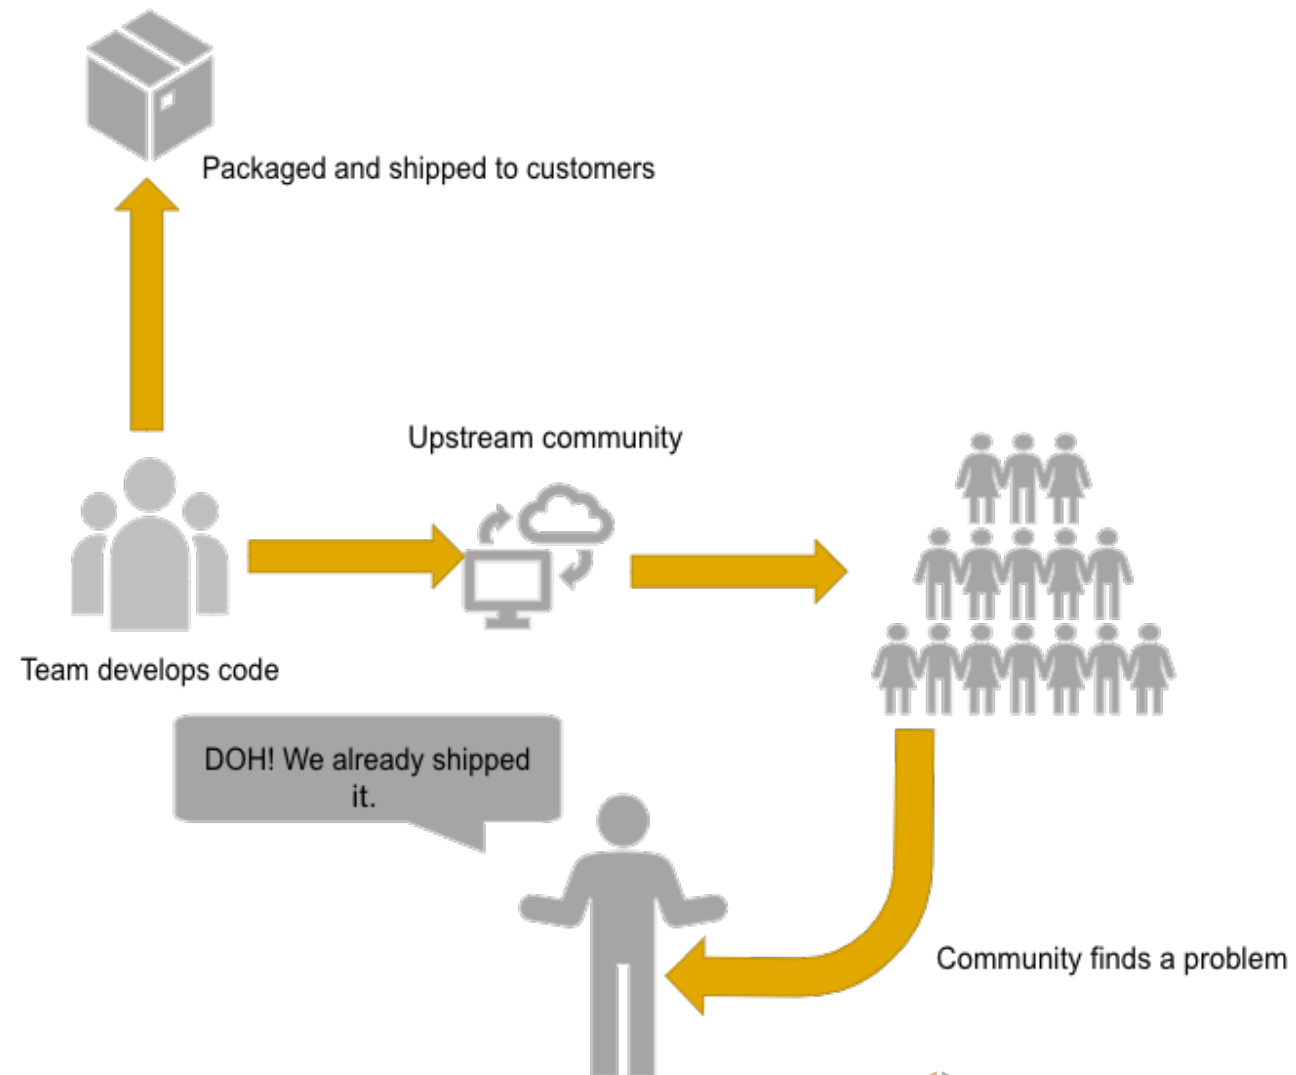 Packaged and shipped to customers
Upstream community
Team develops code
DOH! We already shipped
it.
Community finds a problem